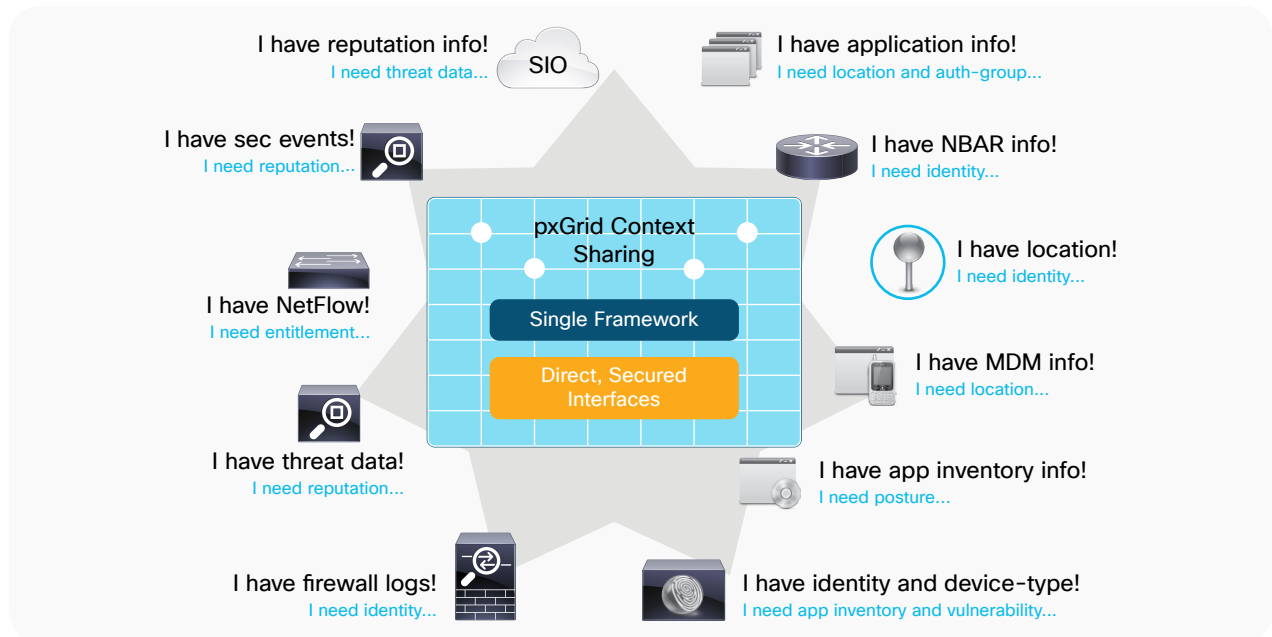 I have reputation info!
I need threat data...
SIO
I have application info!
I need location and auth-group...
I have sec events!
I need reputation...
I have NBAR info!
I need identity...
pxGrid Context
Sharing
I have location!
I need identity...
I have NetFlow!
I need entitlement...
Single Framework
Direct, Secured
Interfaces
I have MDM info!
I need location...
I have threat data!
I need reputation...
I have app inventory info!
I need posture...
I have firewall logs!
I need identity...
I have identity and device-type!
I need app inventory and vulnerability...